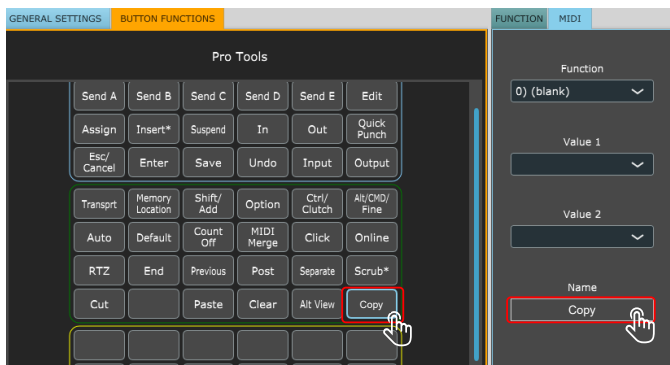 GENERAL SETTINGS BUTTON FUNCTIONS
Pro Tools
Send A Send B Send C Send D Send E Edit
Assign Insert* Suspend In Out Quick Punch
Esc/ Cancel Enter Save Undo Input Output
Transprt Memory Location Shift/ Add Option Ctrl/ Clutch Alt/CMD/ Fine
Auto Default Count Off MIDI Merge Click Online
RTZ End Previous Post Separate Scrub*
Cut Paste Clear Alt View Copy
FUNCTION MIDI
Function
0) (blank)
Value 1
Value 2
Name
Copy